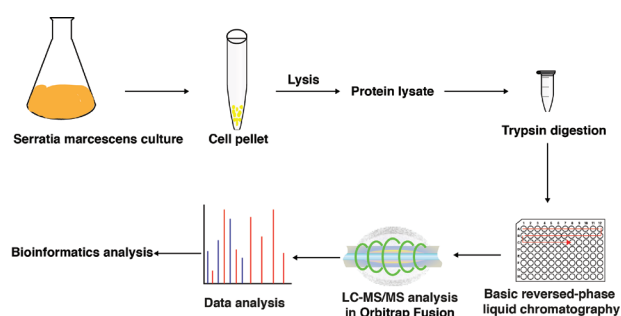 Serratia marcescens culture
Cell pellet
Lysis
Protein lysate
Trypsin digestion
Basic reversed-phase
liquid chromatography
LC-MS/MS analysis
in Orbitrap Fusion
Data analysis
Bioinformatics analysis